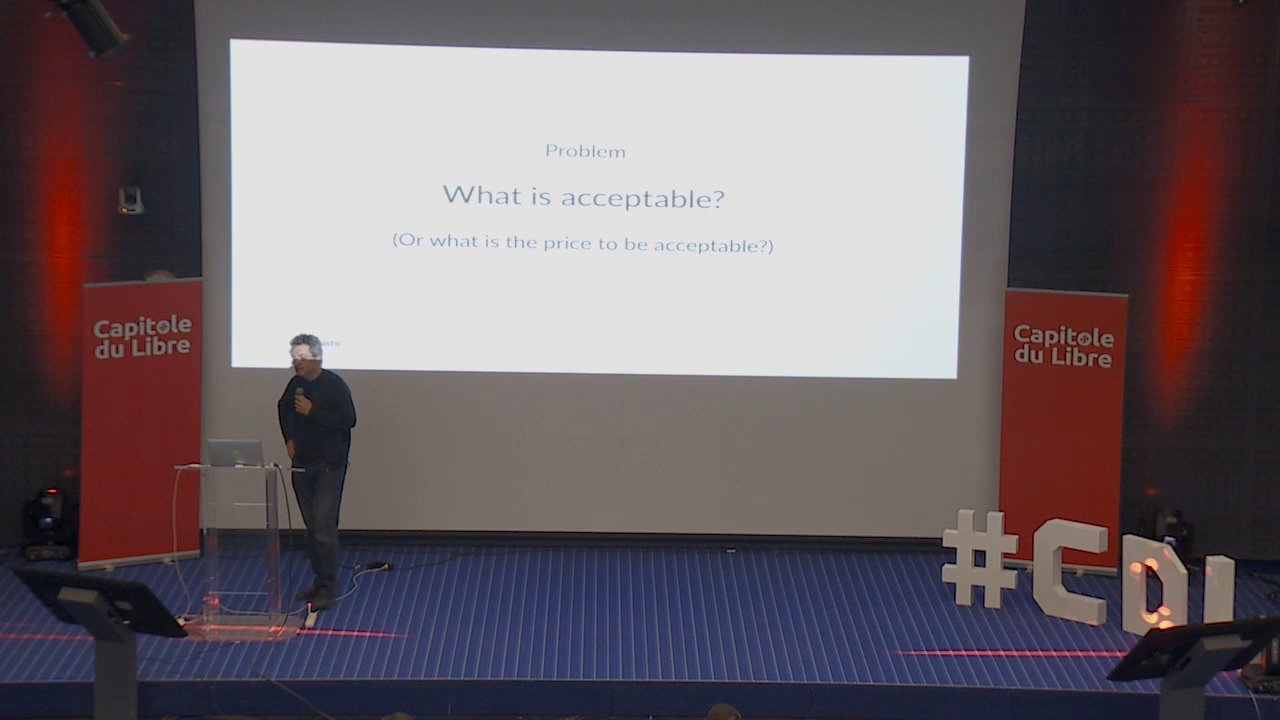 Problem
What is acceptable?
(Or what is the price to be acceptable?)
Capitole
du Libre
Capitole
du Libre
#CDL